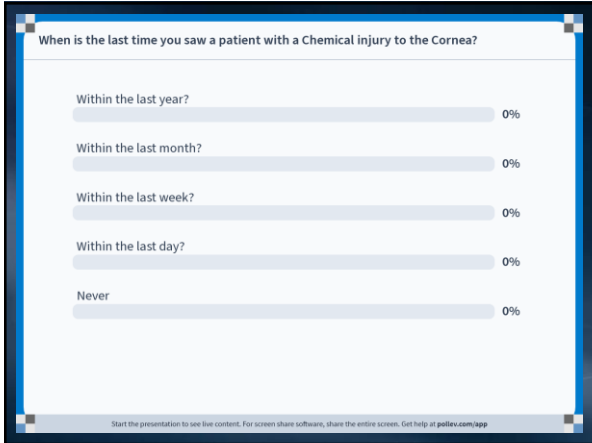 When is the last time you saw a patient with a Chemical injury to the Cornea?
Within the last year?
0%
Within the last month?
0%
Within the last week?
0%
Within the last day?
0%
Never
0%
Start the presentation to see live content. For screen share software, share the entire screen. Get help at pollev.com/app